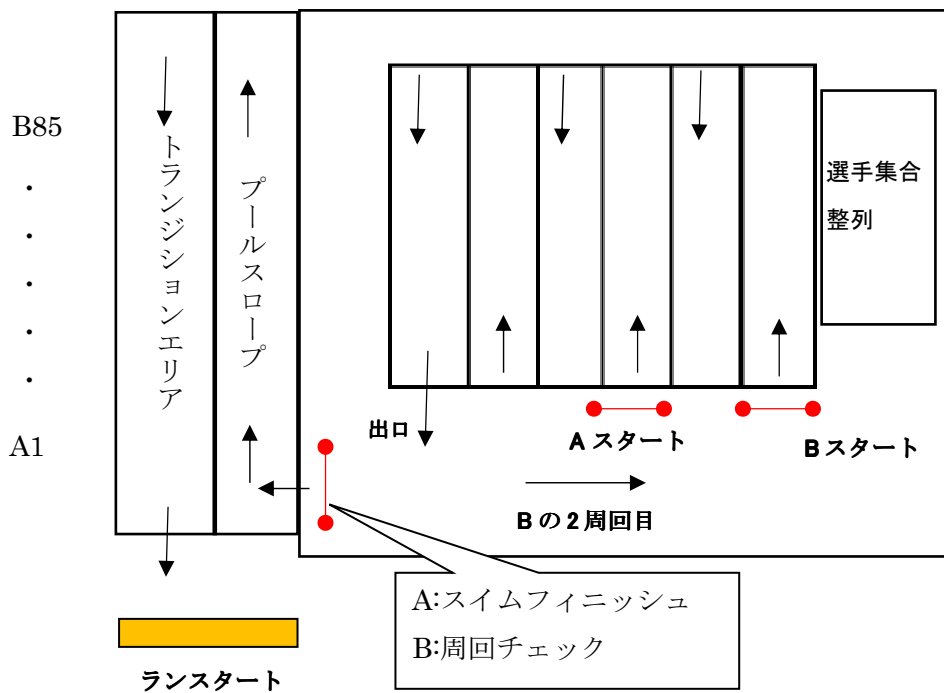 B85
・
・
・
・
・
A1
トランジションエリア
プールスロープ
選手集合
整列
出口
Aスタート
Bスタート
Bの2周回目
A:スイムフィニッシュ
B:周回チェック
ランスタート